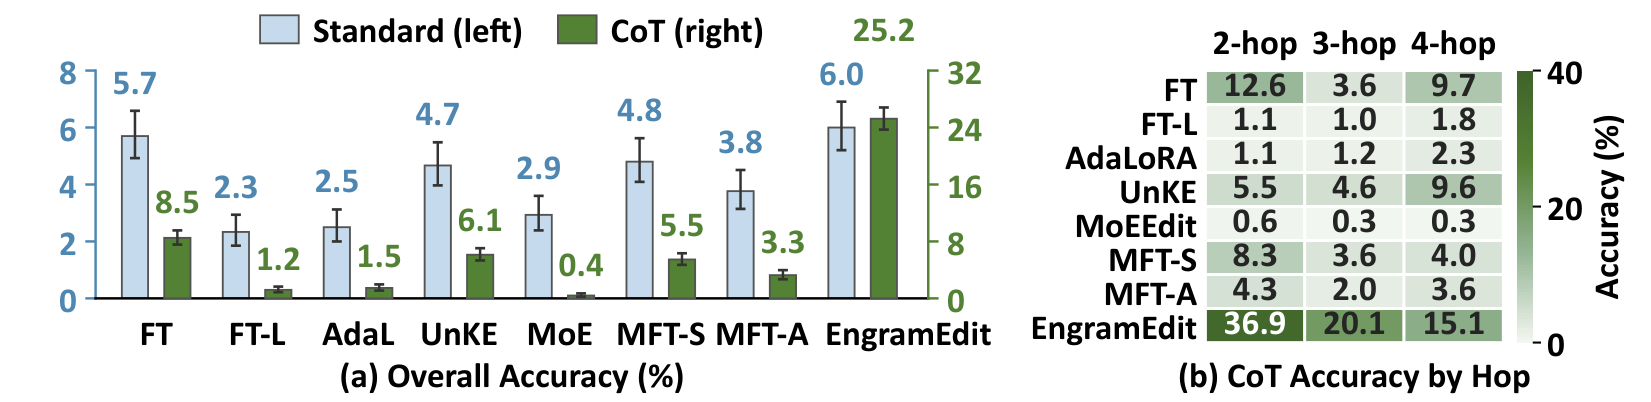 Standard (left) CoT (right)
25.2
8 5.7 2.3 2.5 4.7 2.9 4.8 3.8 6.0 32
6 24
4 8.5 1.2 1.5 6.1 0.4 5.5 3.3 16
2 8
0 0
FT FT-L AdaL UnKE MoE MFT-S MFT-A EngramEdit
(a) Overall Accuracy (%)
2-hop 3-hop 4-hop
FT 12.6 3.6 9.7
FT-L 1.1 1.0 1.8
AdaLoRA 1.1 1.2 2.3
UnKE 5.5 4.6 9.6
MoEEdit 0.6 0.3 0.3
MFT-S 8.3 3.6 4.0
MFT-A 4.3 2.0 3.6
EngramEdit 36.9 20.1 15.1
40
20
0
Accuracy (%)
(b) CoT Accuracy by Hop